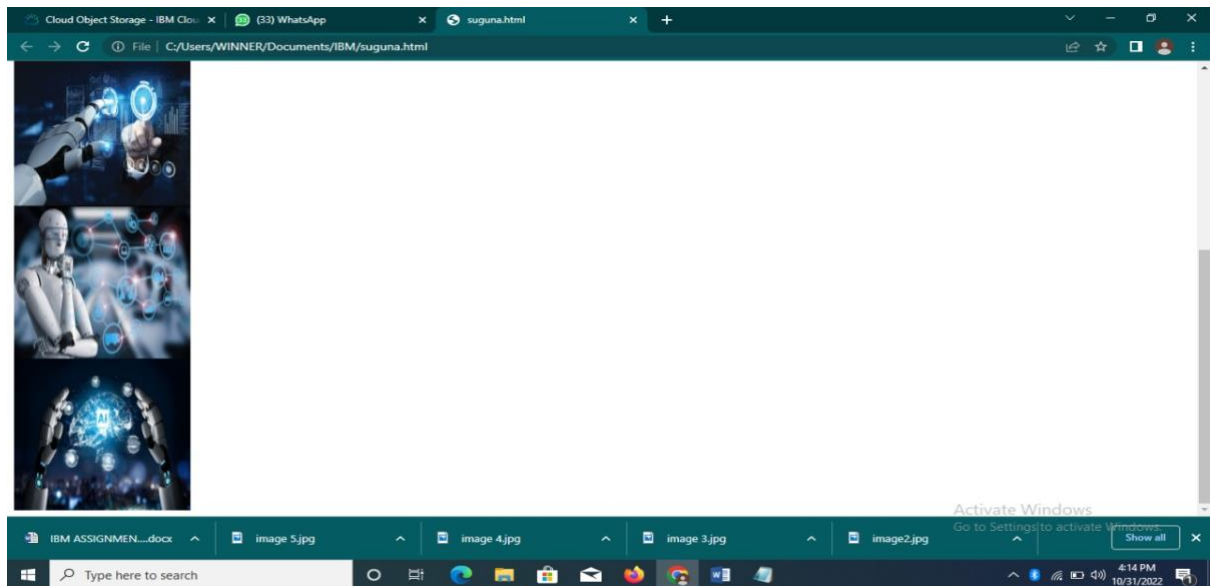 Cloud Object Storage - IBM Clou
(33) WhatsApp
suguna.html
File | C:/Users/WINNER/Documents/IBM/suguna.html
AI
Activate Windows
Go to Settings to activate Windows.
IBM ASSIGNMEN....docx
image 5.jpg
image 4.jpg
image 3.jpg
image2.jpg
Show all
Type here to search
4:14 PM
10/31/2022